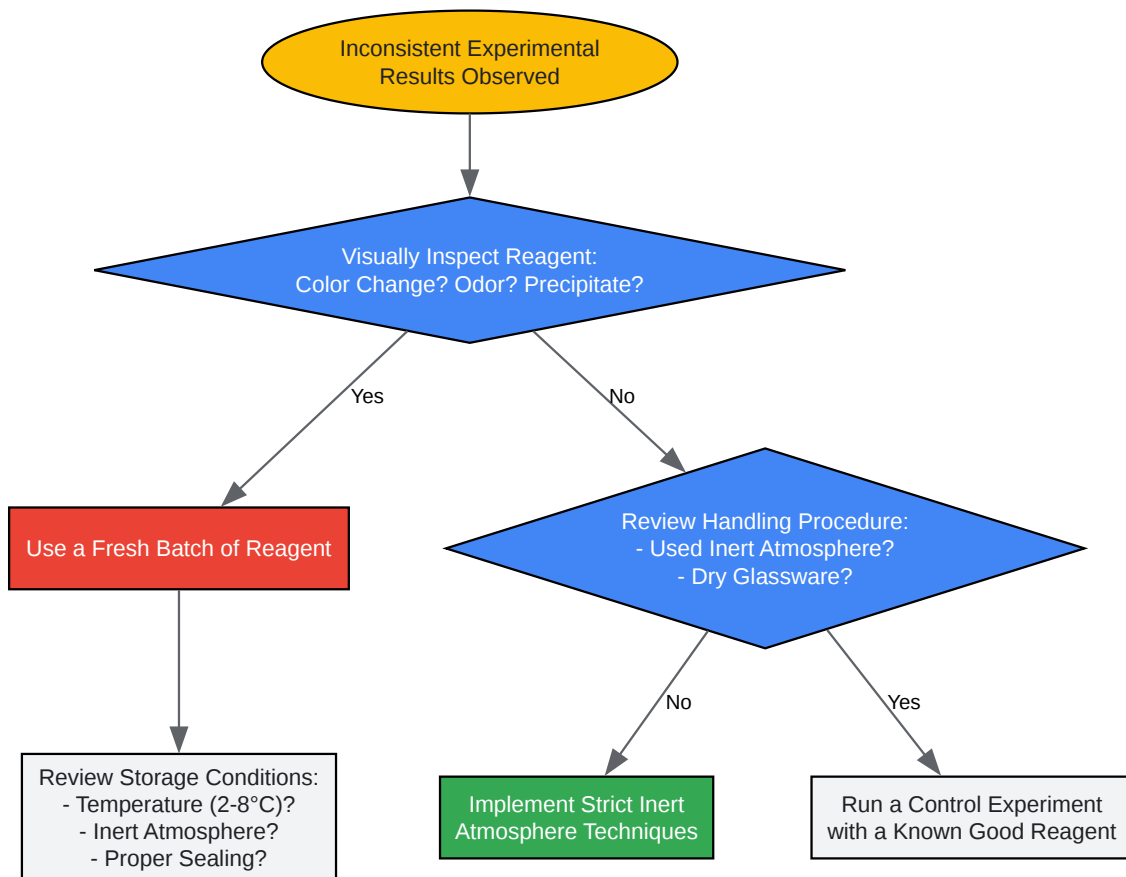 Inconsistent Experimental
Results Observed
Visually Inspect Reagent:
Color Change? Odor? Precipitate?
Yes
No
Use a Fresh Batch of Reagent
Review Handling Procedure:
- Used Inert Atmosphere?
- Dry Glassware?
No
Yes
Review Storage Conditions:
- Temperature (2-8°C)?
- Inert Atmosphere?
- Proper Sealing?
Implement Strict Inert
Atmosphere Techniques
Run a Control Experiment
with a Known Good Reagent